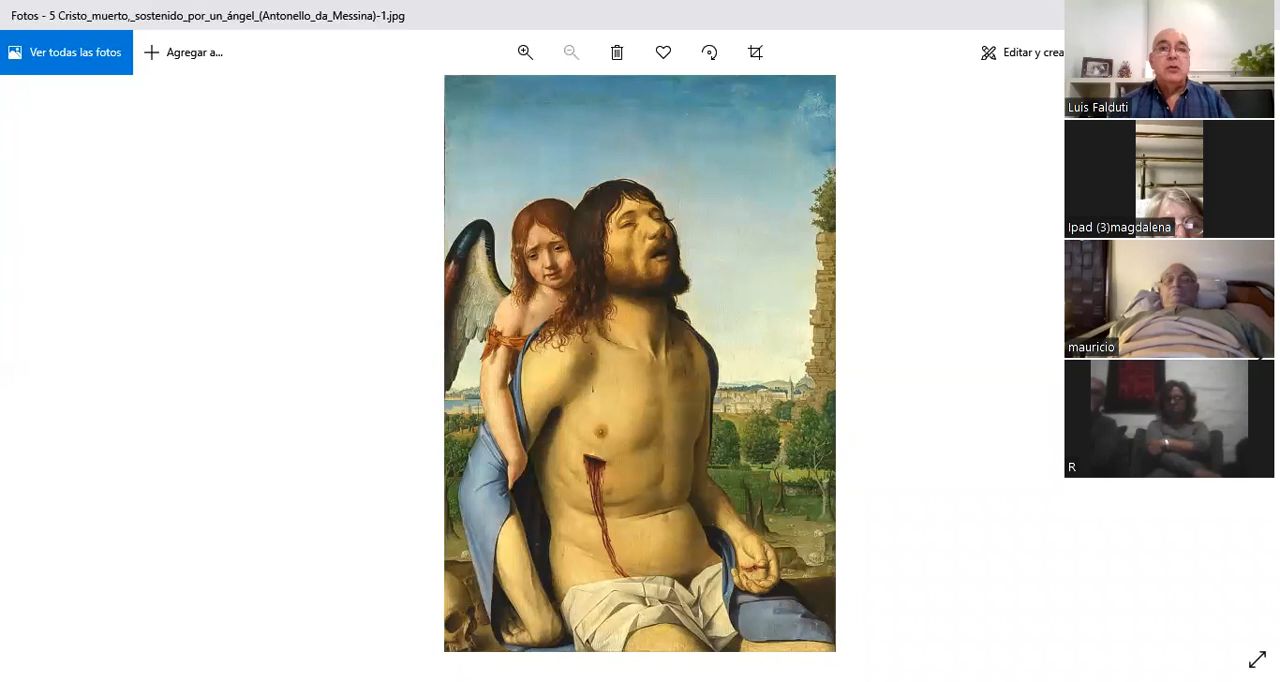 Fotos - 5 Cristo_muerto,_sostenido_por_un_ángel_(Antonello_da_Messina)-1.jpg
Ver todas las fotos
Agregar a...
Editar y crea
Luis Falduti
Ipad (3)magdalena
mauricio
R